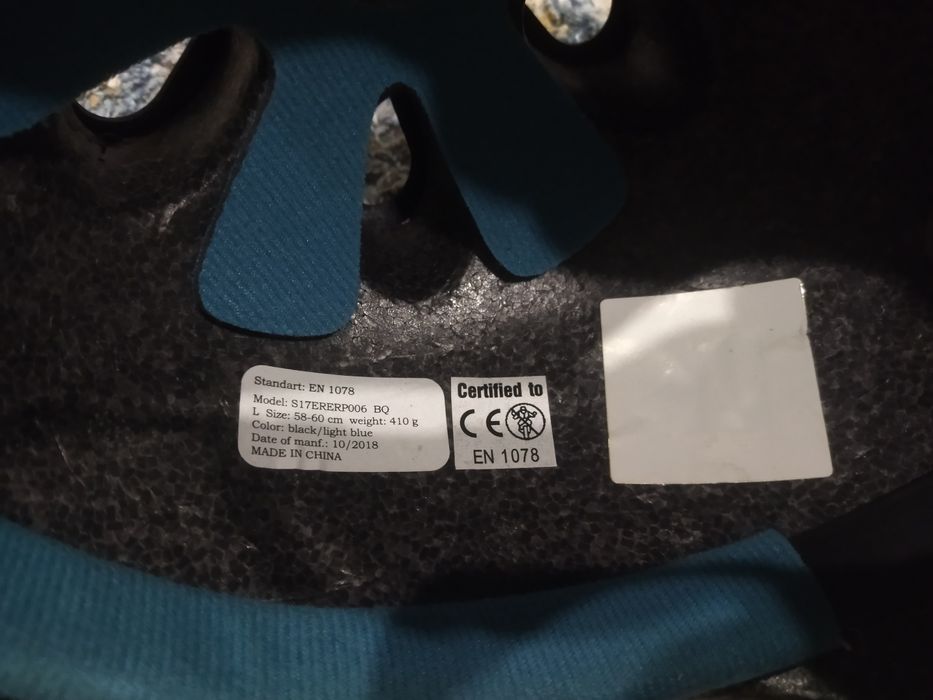 Standart: EN 1078
Model: S17ERERP006 BQ
L Size: 58-60 cm weight: 410 g
Color: black/light blue
Date of manf.: 10/2018
MADE IN CHINA
Certified to
CE
EN 1078